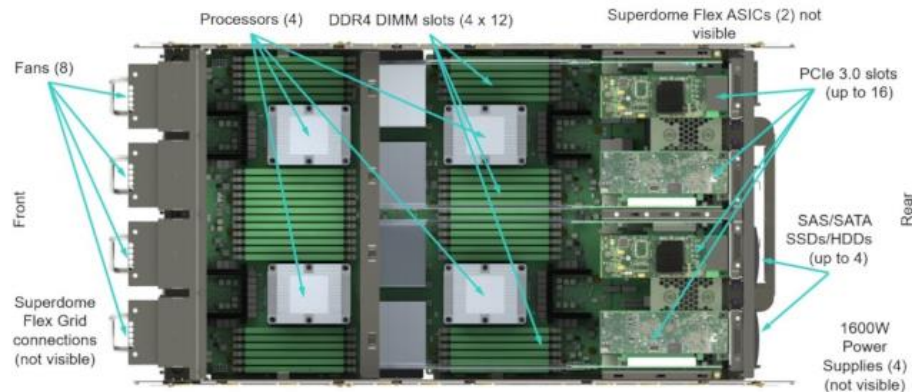 Processors (4)
DDR4 DIMM slots (4 x 12)
Superdome Flex ASICs (2) not
visible
Fans (8)
PCIe 3.0 slots
(up to 16)
Front
Rear
SAS/SATA
SSDs/HDDs
(up to 4)
Superdome
Flex Grid
connections
(not visible)
1600W
Power
Supplies (4)
(not visible)